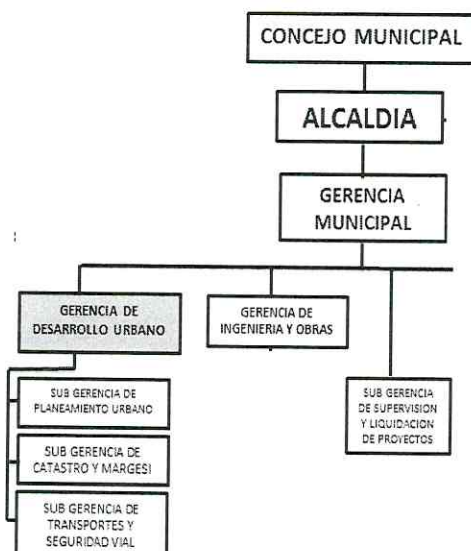 CONCEJO MUNICIPAL
ALCALDIA
GERENCIA
MUNICIPAL
GERENCIA DE
DESARROLLO URBANO
GERENCIA DE
INGENIERIA Y OBRAS
SUB GERENCIA DE
PLANEAMIENTO URBANO
SUB GERENCIA
DE SUPERVISION
Y LIQUIDACION
DE PROYECTOS
SUB GERENCIA DE
CATASTRO Y MARGESI
SUB GERENCIA DE
TRANSPORTES Y
SEGURIDAD VIAL